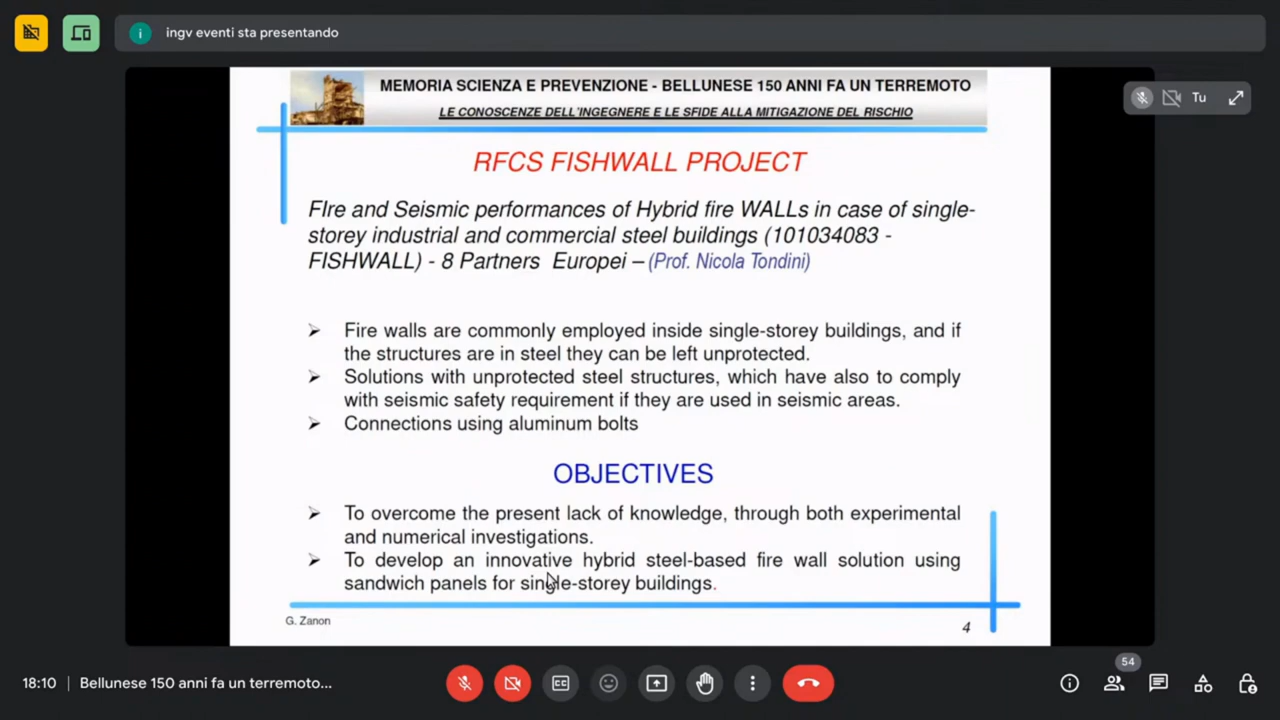 ingv eventi sta presentando
MEMORIA SCIENZA E PREVENZIONE - BELLUNESE 150 ANNI FA UN TERREMOTO
LE CONOSCENZE DELL'INGEGNERE E LE SFIDE ALLA MITIGAZIONE DEL RISCHIO
Tu
RFCS FISHWALL PROJECT
FIre and Seismic performances of Hybrid fire WALLs in case of single-
storey industrial and commercial steel buildings (101034083 -
FISHWALL) - 8 Partners Europei – (Prof. Nicola Tondini)
➢ Fire walls are commonly employed inside single-storey buildings, and if
the structures are in steel they can be left unprotected.
➢ Solutions with unprotected steel structures, which have also to comply
with seismic safety requirement if they are used in seismic areas.
➢ Connections using aluminum bolts
OBJECTIVES
➢ To overcome the present lack of knowledge, through both experimental
and numerical investigations.
➢ To develop an innovative hybrid steel-based fire wall solution using
sandwich panels for single-storey buildings.
G. Zanon
4
18:10 | Bellunese 150 anni fa un terremoto...
54